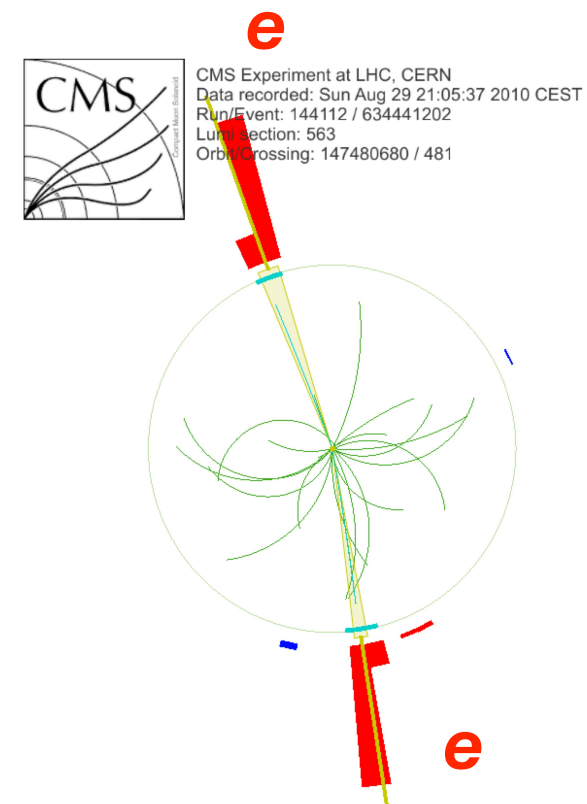 e
CMS
Compact Muon Solenoid
CMS Experiment at LHC, CERN
Data recorded: Sun Aug 29 21:05:37 2010 CEST
Run/Event: 144112 / 634441202
Lumi section: 563
Orbit/Crossing: 147480680 / 481
e